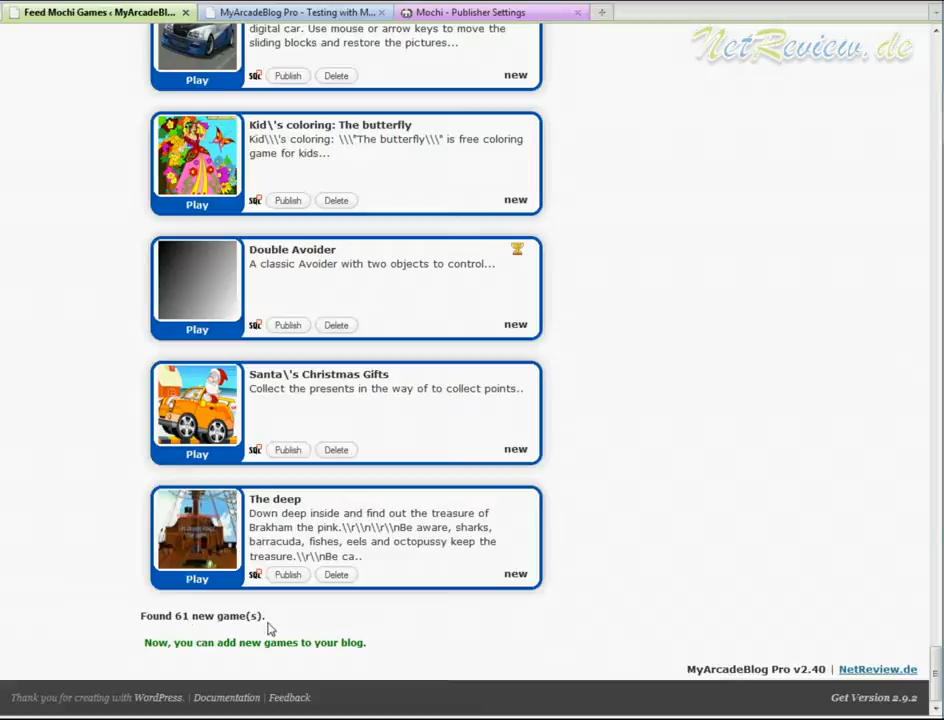 Feed Mochi Games ‹ MyArcadeBl... MyArcadeBlog Pro - Testing with M... Mochi - Publisher Settings
NetReview.de
digital car. Use mouse or arrow keys to move the
sliding blocks and restore the pictures...
Play Publish Delete new
Kid\'s coloring: The butterfly
Kid\\\'s coloring: \\\"The butterfly\\\" is free coloring
game for kids...
Play Publish Delete new
Double Avoider
A classic Avoider with two objects to control...
Play Publish Delete new
Santa\'s Christmas Gifts
Collect the presents in the way of to collect points..
Play Publish Delete new
The deep
Down deep inside and find out the treasure of
Brakham the pink.\\r\\n\\r\\nBe aware, sharks,
barracuda, fishes, eels and octopussy keep the
treasure.\\r\\nBe ca..
Play Publish Delete new
Found 61 new game(s).
Now, you can add new games to your blog.
MyArcadeBlog Pro v2.40 | NetReview.de
Thank you for creating with WordPress. | Documentation | Feedback
Get Version 2.9.2